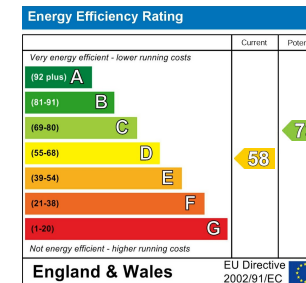 Energy Efficiency Rating
Current
Very energy efficient - lower running costs
(92 plus) A
(81-91) B
(69-80) C
(55-68) D
58
(39-54) E
(21-38) F
(1-20) G
Not energy efficient - higher running costs
England & Wales
EU Directive
2002/91/EC